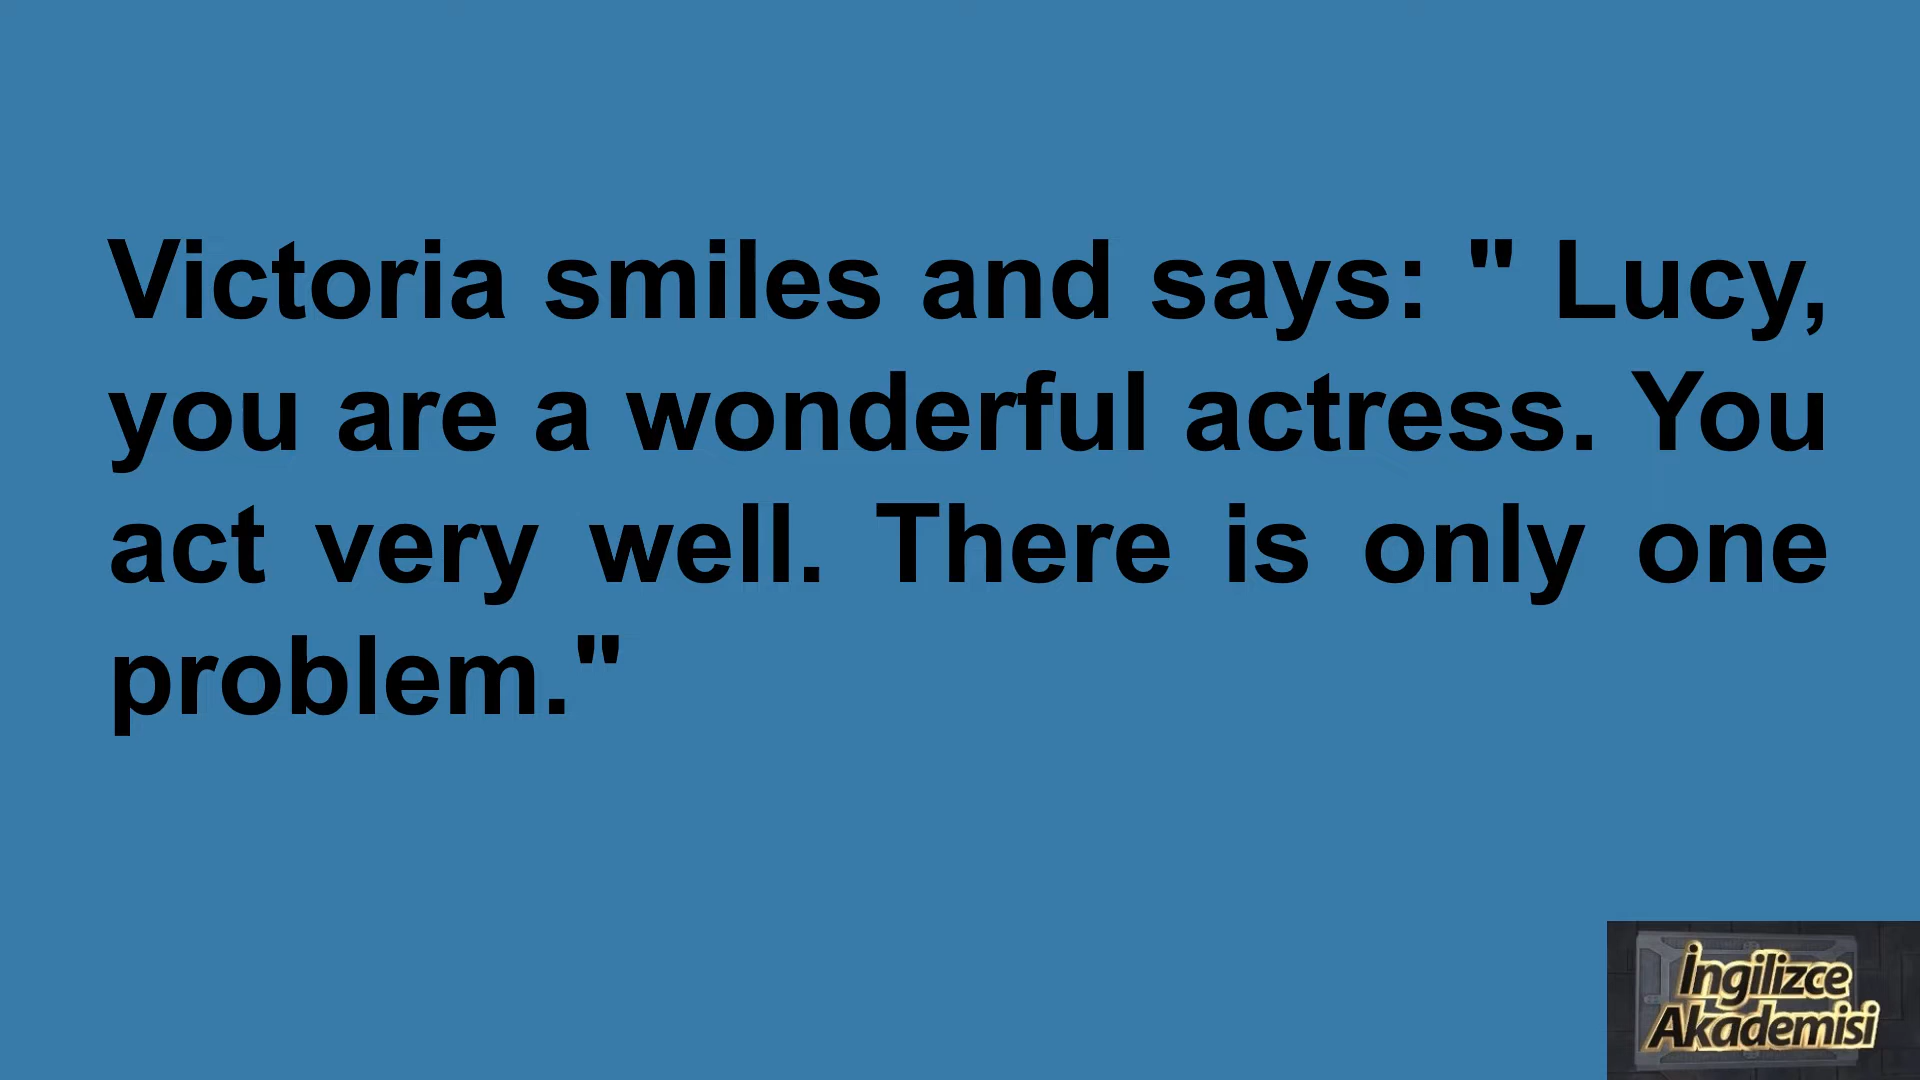 Victoria smiles and says: " Lucy,
you are a wonderful actress. You
act very well. There is only one
problem."
İngilizce
Akademisi